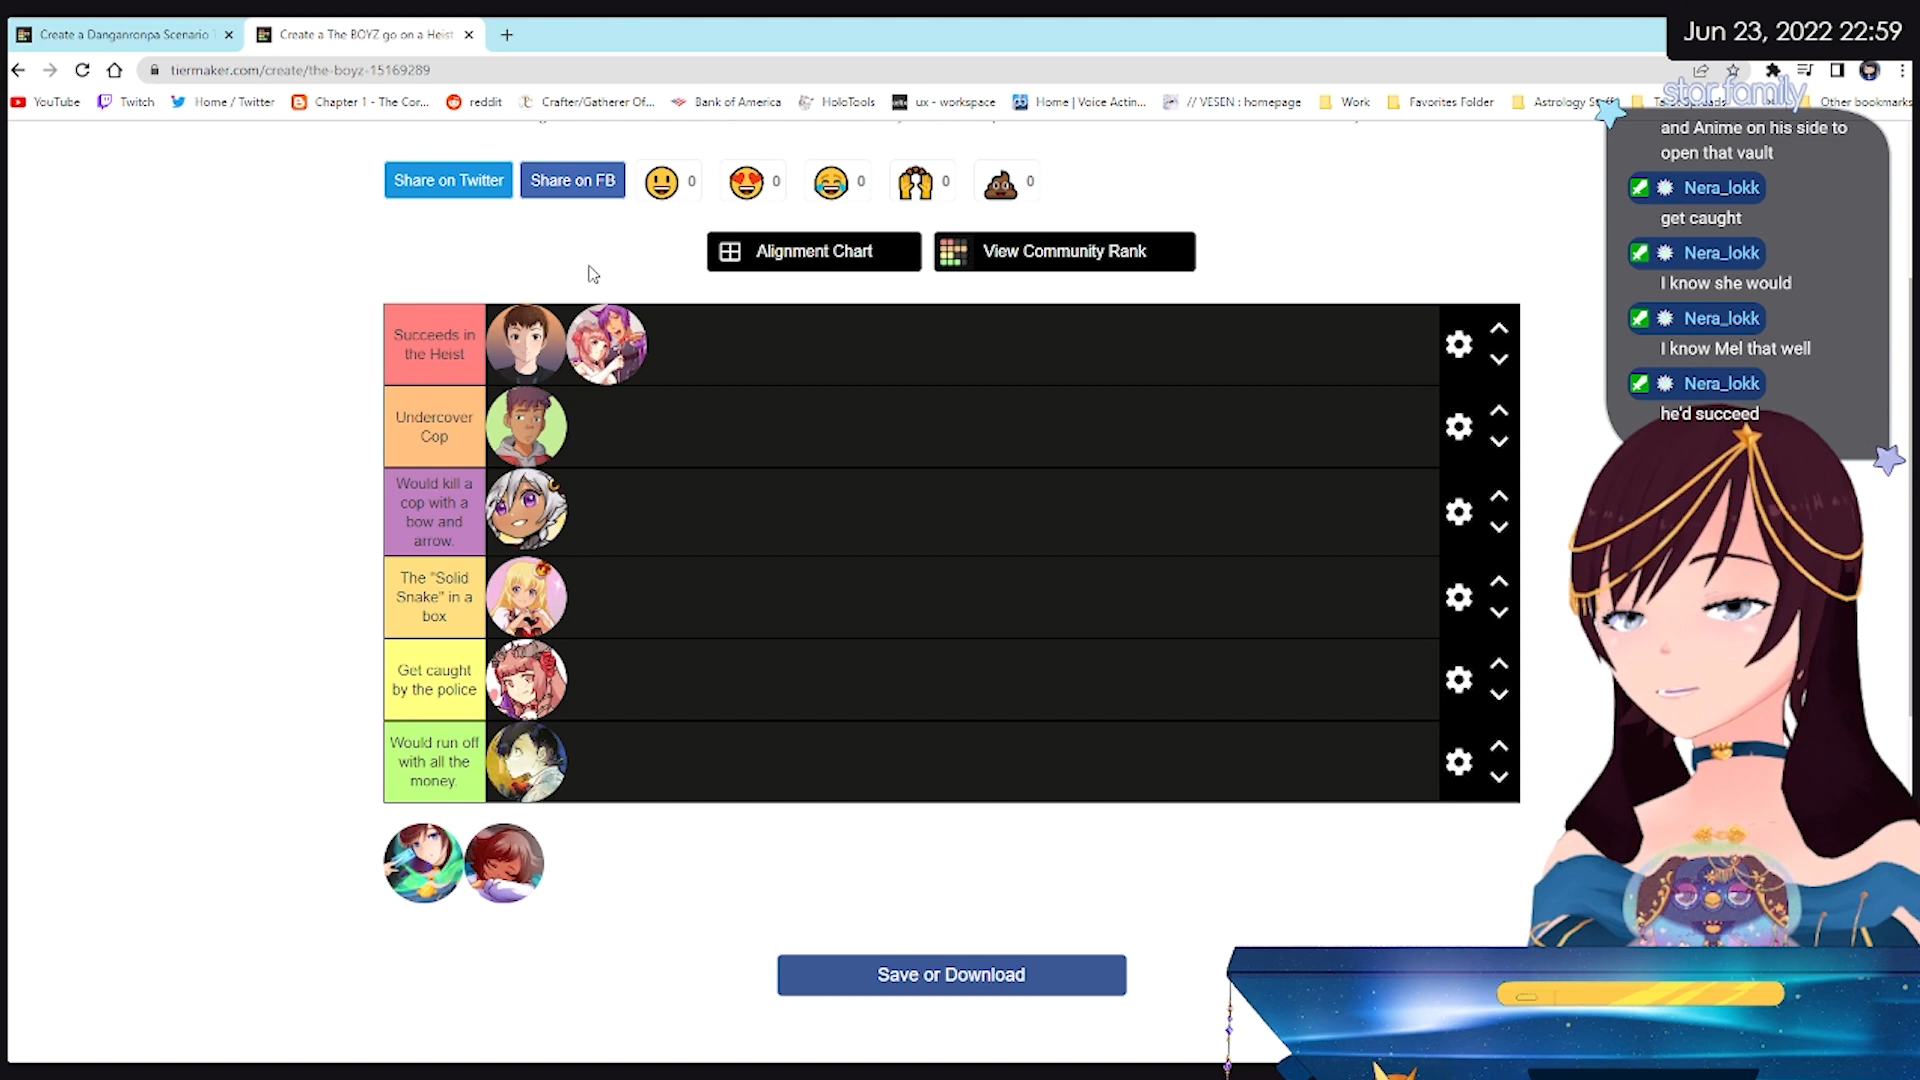 Jun 23, 2022 22:59
Create a Danganronpa Scenario
Create a The BOYZ go on a Heist
tiermaker.com/create/the-boyz-15169289
YouTube
Twitch
Home / Twitter
Chapter 1 - The Cor...
reddit
Crafter/Gatherer Of...
Bank of America
HoloTools
ux - workspace
Home | Voice Actin...
// VESEN : homepage
Work
Favorites Folder
Astrology
Other bookmarks
star family
and Anime on his side to
open that vault
Nera_lokk
get caught
Nera_lokk
I know she would
Nera_lokk
I know Mel that well
Nera_lokk
he'd succeed
Share on Twitter
Share on FB
0
0
0
0
0
Alignment Chart
View Community Rank
Succeeds in
the Heist
Undercover
Cop
Would kill a
cop with a
bow and
arrow.
The "Solid
Snake" in a
box
Get caught
by the police
Would run off
with all the
money.
Save or Download